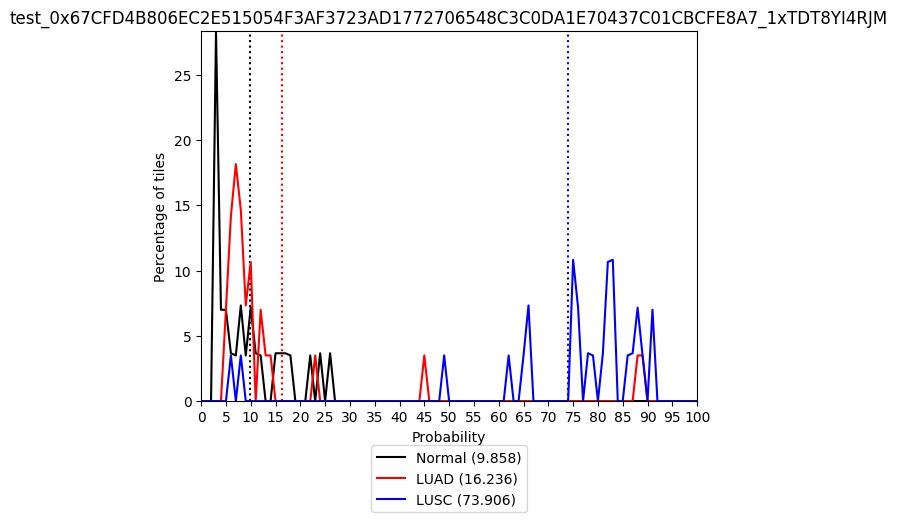 test_0x67CFD4B806EC2E515054F3AF3723AD1772706548C3C0DA1E70437C01CBCFE8A7_1xTDT8YI4RJM
Percentage of tiles
25
20
15
10
5
0
0 5 10 15 20 25 30 35 40 45 50 55 60 65 70 75 80 85 90 95 100
Probability
Normal (9.858)
LUAD (16.236)
LUSC (73.906)